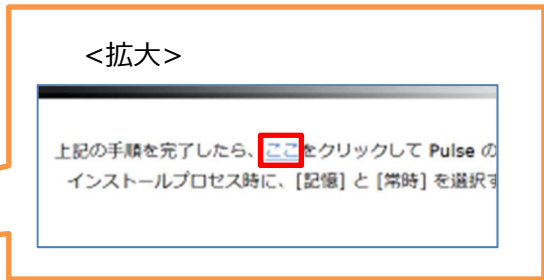 <拡大>
上記の手順を完了したら、ここをクリックして Pulse の
インストールプロセス時に、[記憶] と [常時] を選択す